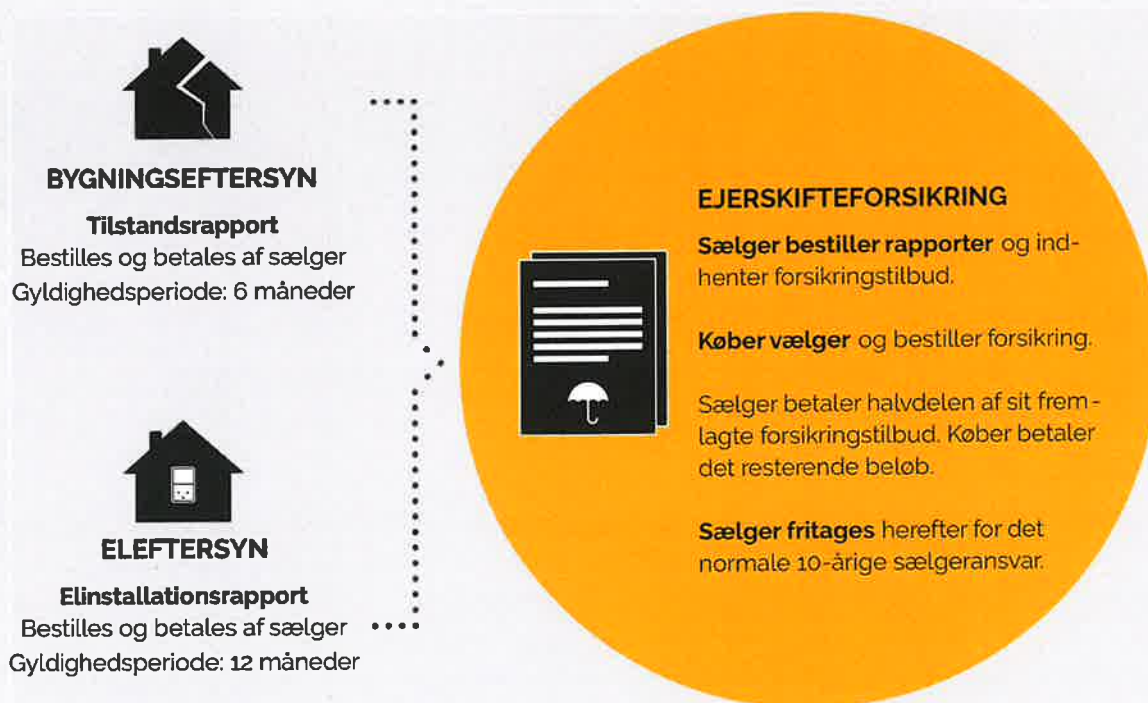 BYGNINGSEFTERSYN
Tilstandsrapport
Bestilles og betales af sælger
Gyldighedsperiode: 6 måneder
ELEFTERSYN
Elinstallationsrapport
Bestilles og betales af sælger
Gyldighedsperiode: 12 måneder
EJERSKIFTEFORSIKRING
Sælger bestiller rapporter og ind-
henter forsikringstilbud.
Køber vælger og bestiller forsikring.
Sælger betaler halvdelen af sit frem-
lagte forsikringstilbud. Køber betaler
det resterende beløb.
Sælger fritages herefter for det
normale 10-årige sælgeransvar.